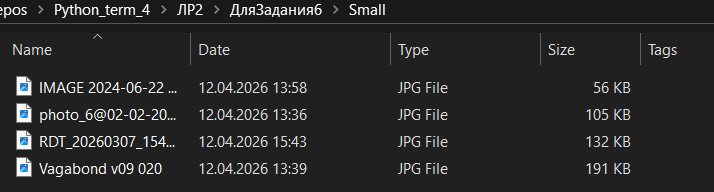 epos > Python_term_4 > ЛР2 > ДляЗадания6 > Small
Name Date Type Size Tags
IMAGE 2024-06-22 ... 12.04.2026 13:58 JPG File 56 KB
photo_6@02-02-20... 12.04.2026 13:36 JPG File 105 KB
RDT_20260307_154... 12.04.2026 15:43 JPG File 132 KB
Vagabond v09 020 12.04.2026 13:39 JPG File 191 KB